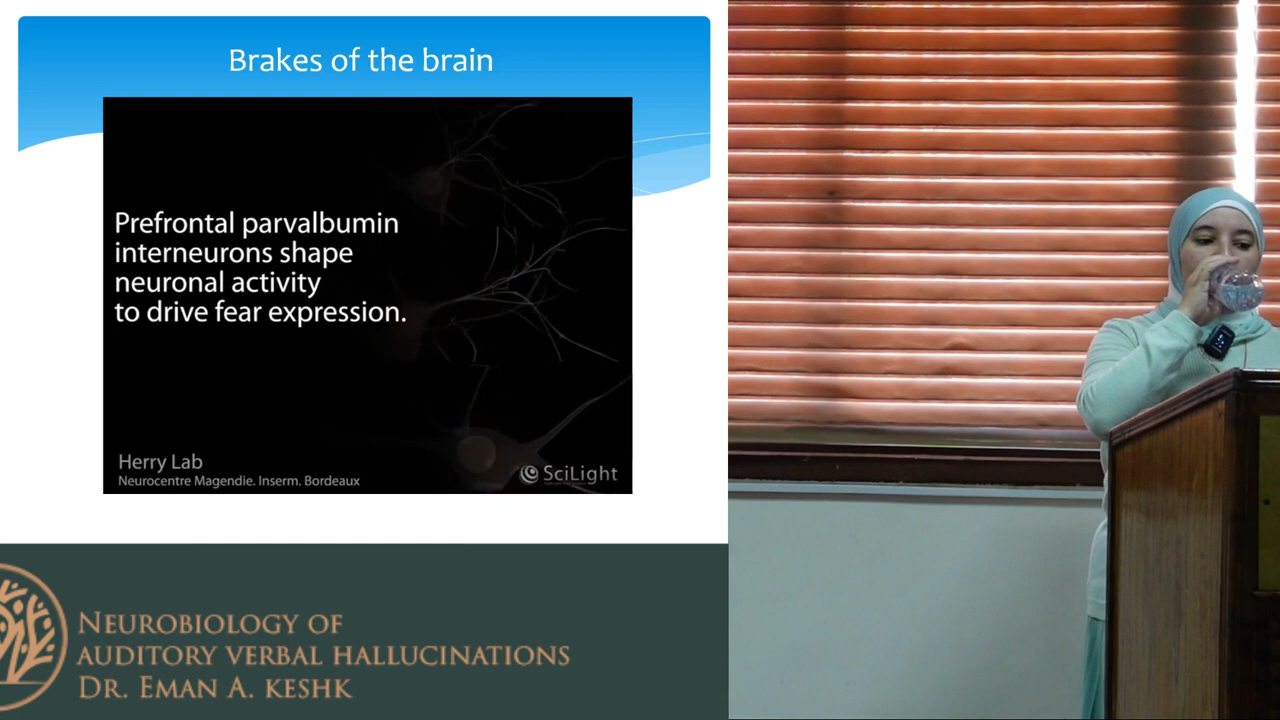 Brakes of the brain
Prefrontal parvalbumin
interneurons shape
neuronal activity
to drive fear expression.
Herry Lab
Neurocentre Magendie. Inserm. Bordeaux
SciLight
NEUROBIOLOGY OF
AUDITORY VERBAL HALLUCINATIONS
DR. EMAN A. KESHK